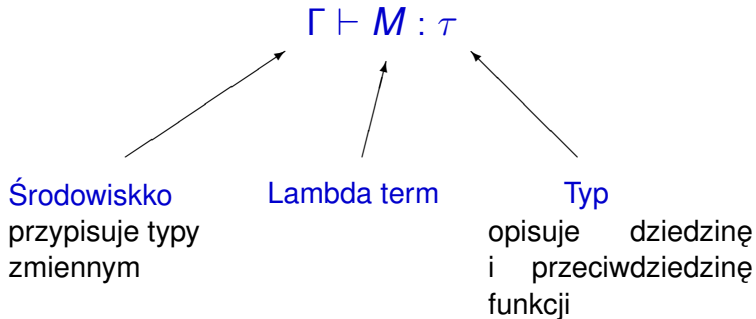 Γ ⊢ M : τ
Środowiskko
przypisuje typy
zmiennym
Lambda term
Typ
opisuje dziedzinę
i przeciwdziedzinę
funkcji